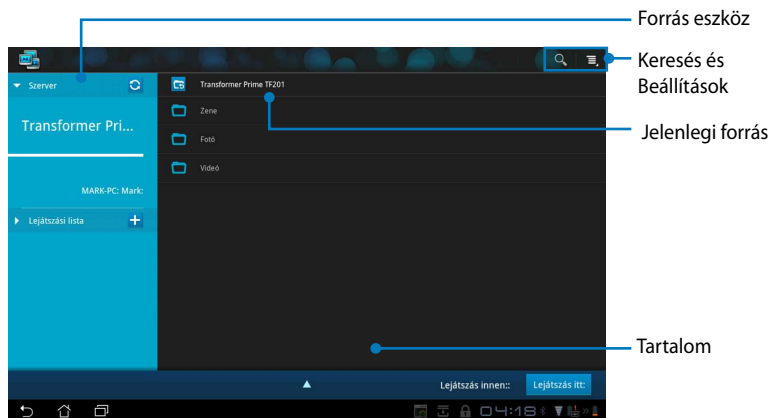 Forrás eszköz
Keresés és
Beállítások
Szerver
Transformer Prime TF201
Zene
Jelenlegi forrás
Transformer Pri...
Fotó
Videó
MARK-PC: Mark:
Lejátszási lista
Tartalom
Lejátszás innen::
Lejátszás itt:
04:18